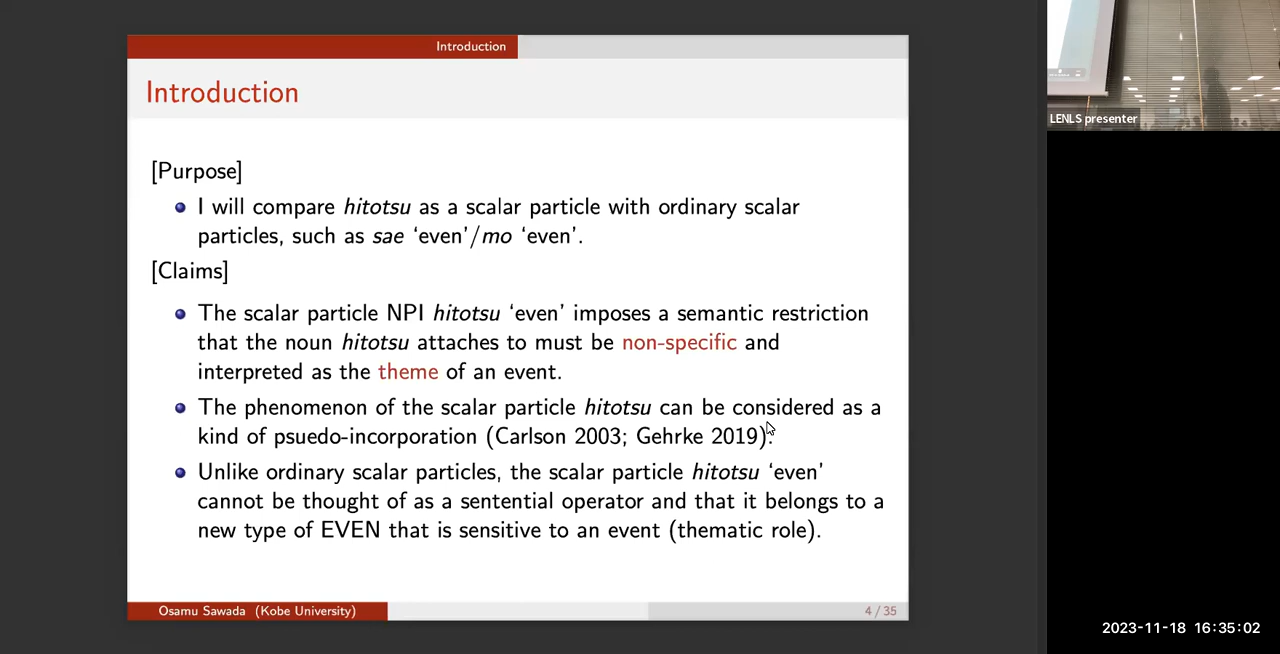 Introduction
Introduction
[Purpose]
I will compare hitotsu as a scalar particle with ordinary scalar
particles, such as sae ‘even’/mo ‘even’.
[Claims]
The scalar particle NPI hitotsu ‘even’ imposes a semantic restriction
that the noun hitotsu attaches to must be non-specific and
interpreted as the theme of an event.
The phenomenon of the scalar particle hitotsu can be considered as a
kind of psuedo-incorporation (Carlson 2003; Gehrke 2019).
Unlike ordinary scalar particles, the scalar particle hitotsu ‘even’
cannot be thought of as a sentential operator and that it belongs to a
new type of EVEN that is sensitive to an event (thematic role).
Osamu Sawada (Kobe University)
4 / 35
LENLS presenter
2023-11-18 16:35:02